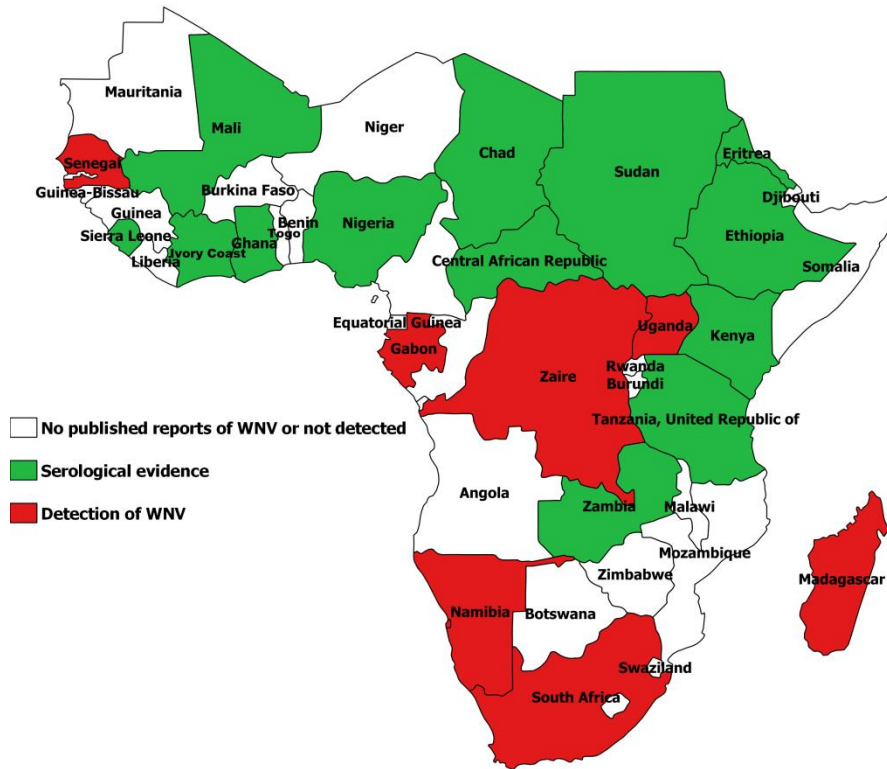 Mauritania
Mali
Niger
Chad
Sudan
Eritrea
Senegal
Guinea-Bissau
Burkina Faso
Djibouti
Guinea
Benin
Nigeria
Togo
Ghana
Sierra Leone
Ivory Coast
Liberia
Ethiopia
Central African Republic
Somalia
Equatorial Guinea
Gabon
Uganda
Kenya
Rwanda
Zaire
Burundi
Tanzania, United Republic of
No published reports of WNV or not detected
Serological evidence
Detection of WNV
Angola
Zambia
Malawi
Mozambique
Zimbabwe
Madagascar
Namibia
Botswana
Swaziland
South Africa